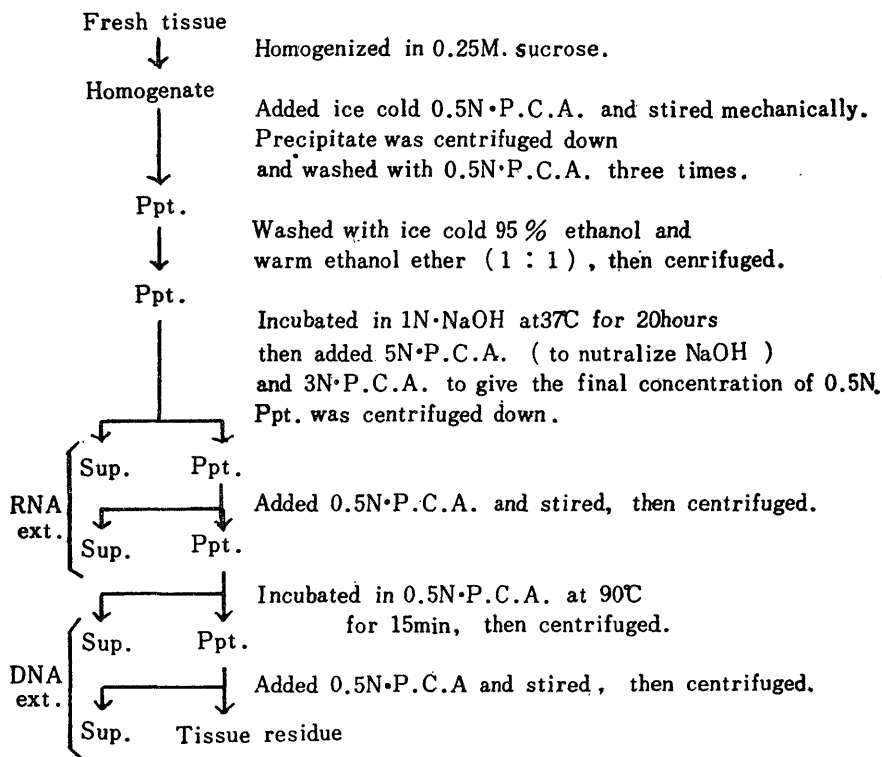 Fresh tissue
Homogenized in 0.25M. sucrose.
Homogenate
Added ice cold 0.5N·P.C.A. and stired mechanically.
Precipitate was centrifuged down
and washed with 0.5N·P.C.A. three times.
Ppt.
Washed with ice cold 95% ethanol and
warm ethanol ether (1 : 1), then cenrifuged.
Ppt.
Incubated in 1N·NaOH at37℃ for 20hours
then added 5N·P.C.A. (to nutralize NaOH)
and 3N·P.C.A. to give the final concentration of 0.5N.
Ppt. was centrifuged down.
Sup. Ppt.
RNA ext.
Added 0.5N·P.C.A. and stired, then centrifuged.
Sup. Ppt.
Incubated in 0.5N·P.C.A. at 90℃
for 15min, then centrifuged.
Sup. Ppt.
DNA ext.
Added 0.5N·P.C.A and stired, then centrifuged.
Sup. Tissue residue